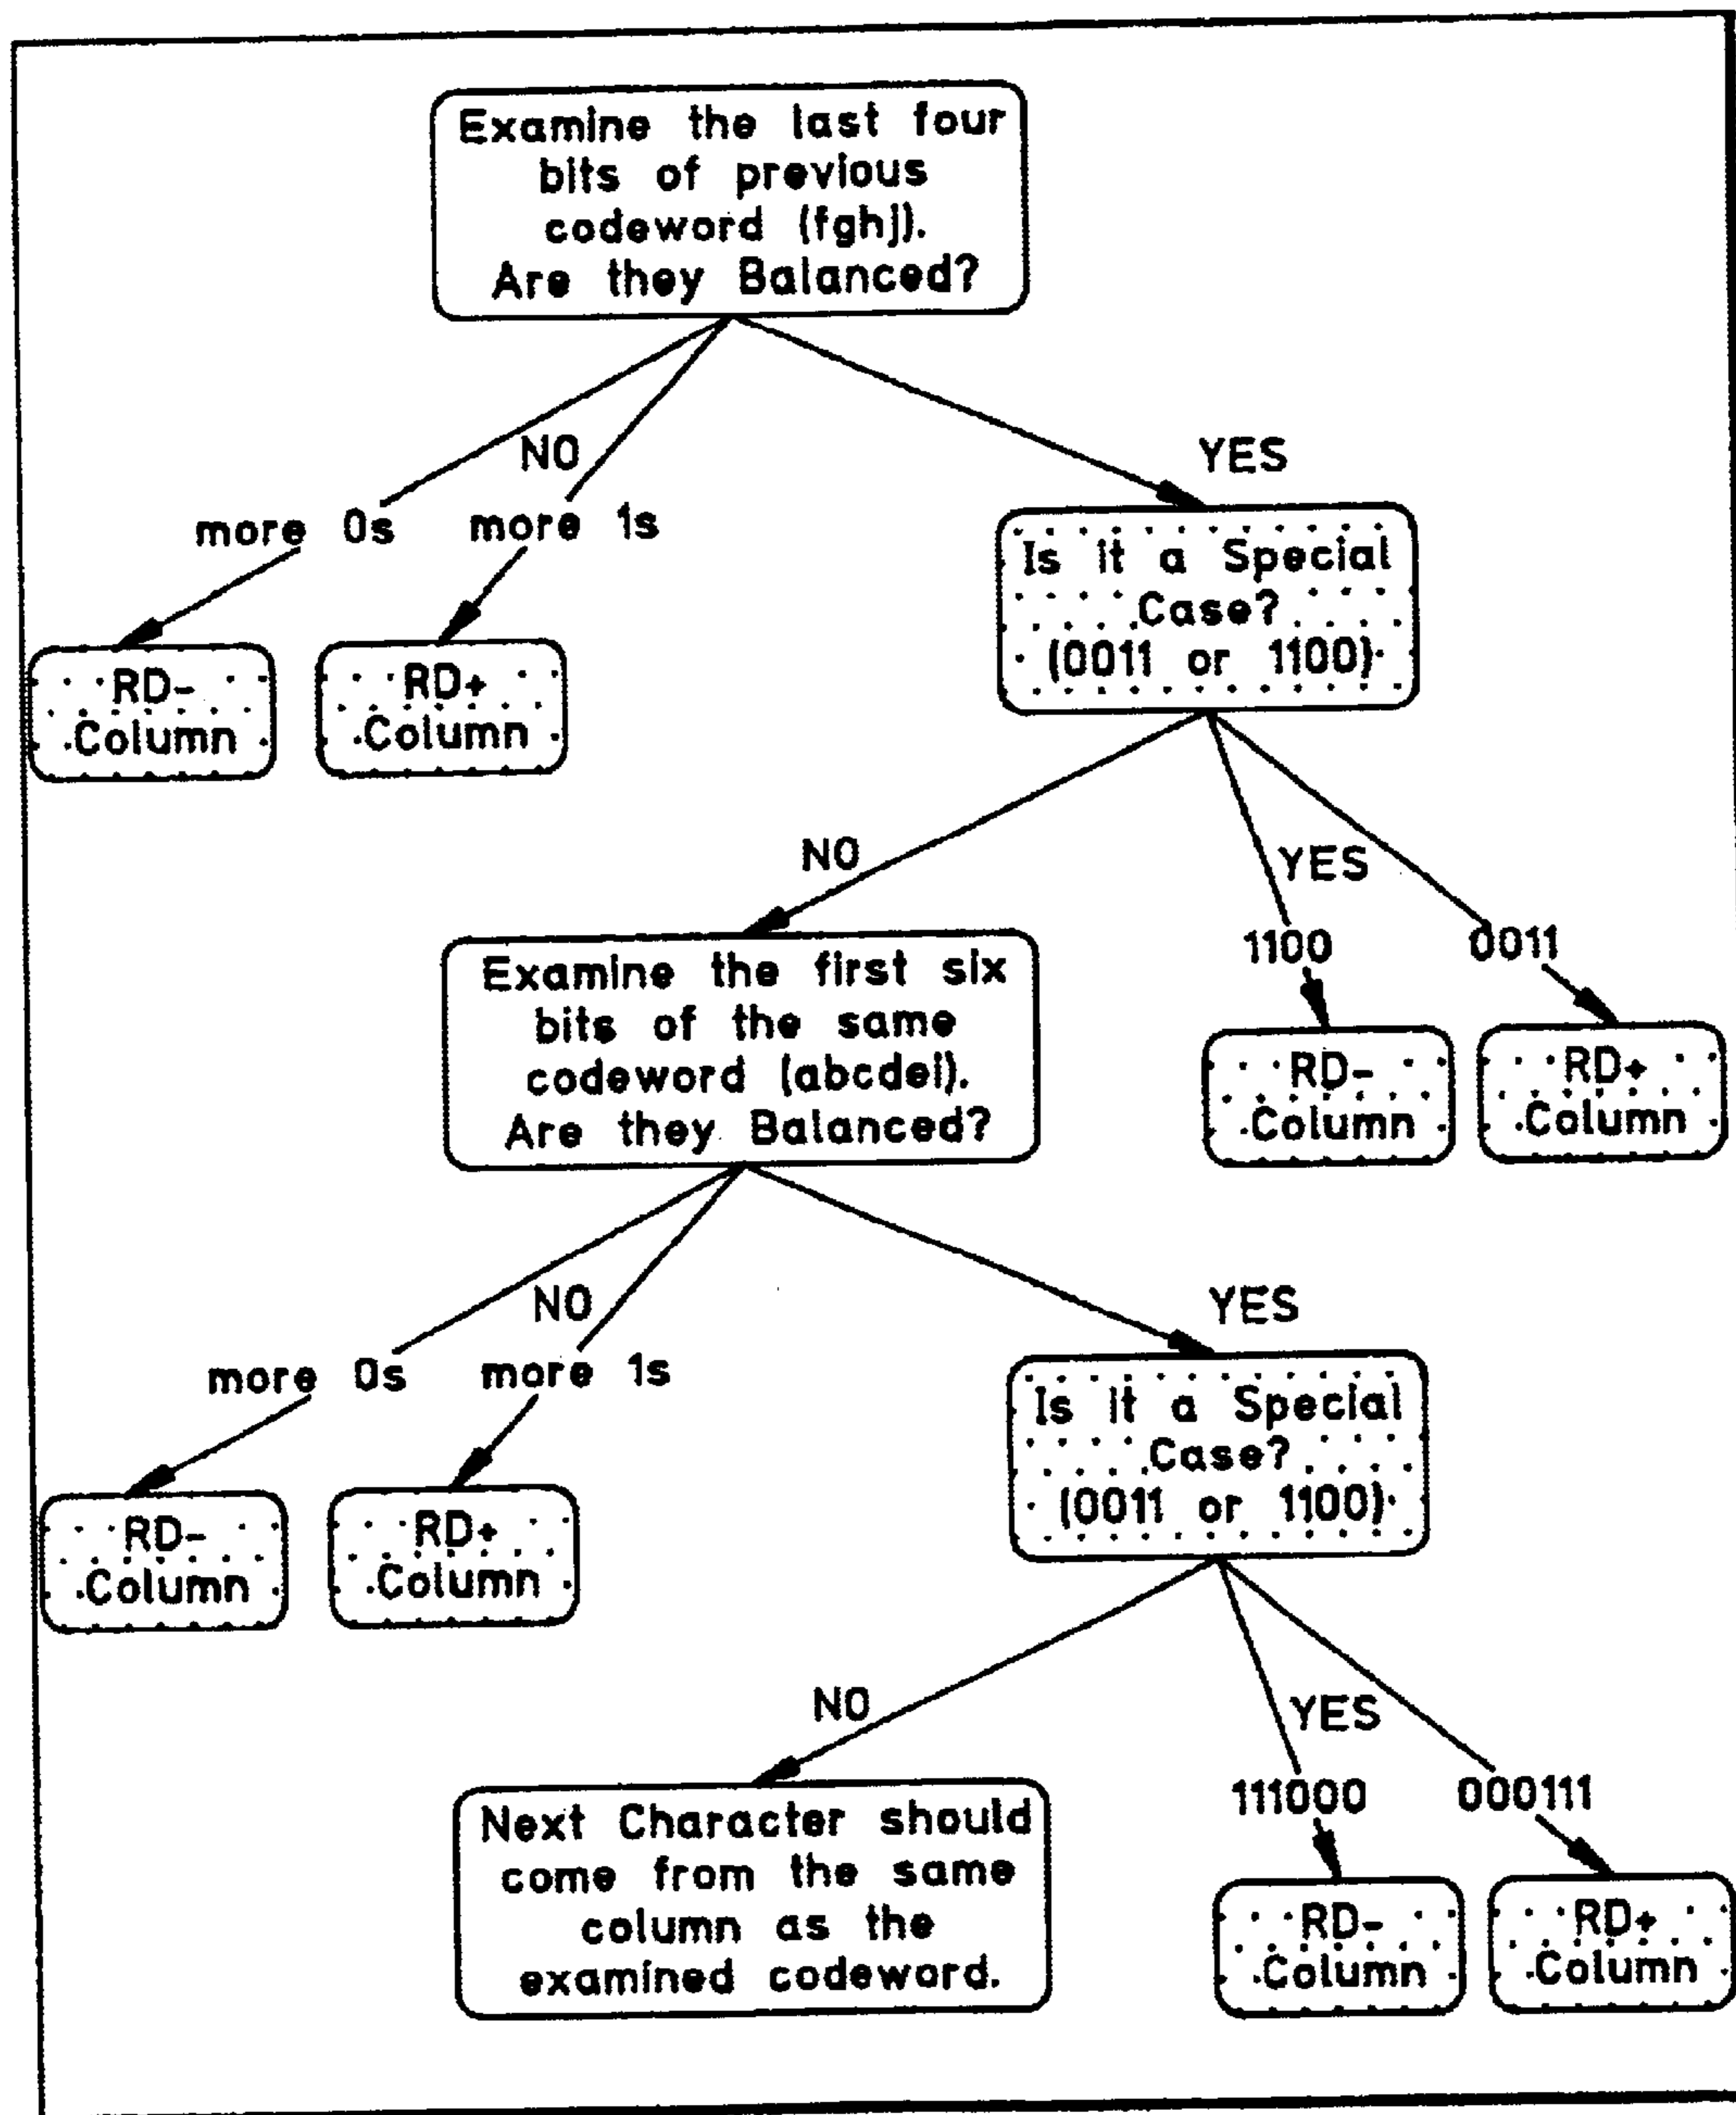 Examine the last four
bits of previous
codeword (fghj).
Are they Balanced?
NO
YES
more 0s
more 1s
Is it a Special
Case?
(0011 or 1100)
RD-
Column
RD+
Column
NO
YES
1100
0011
Examine the first six
bits of the same
codeword (abcdei).
Are they Balanced?
RD-
Column
RD+
Column
NO
YES
more 0s
more 1s
Is it a Special
Case?
(0011 or 1100)
RD-
Column
RD+
Column
NO
YES
111000
000111
Next Character should
come from the same
column as the
examined codeword.
RD-
Column
RD+
Column